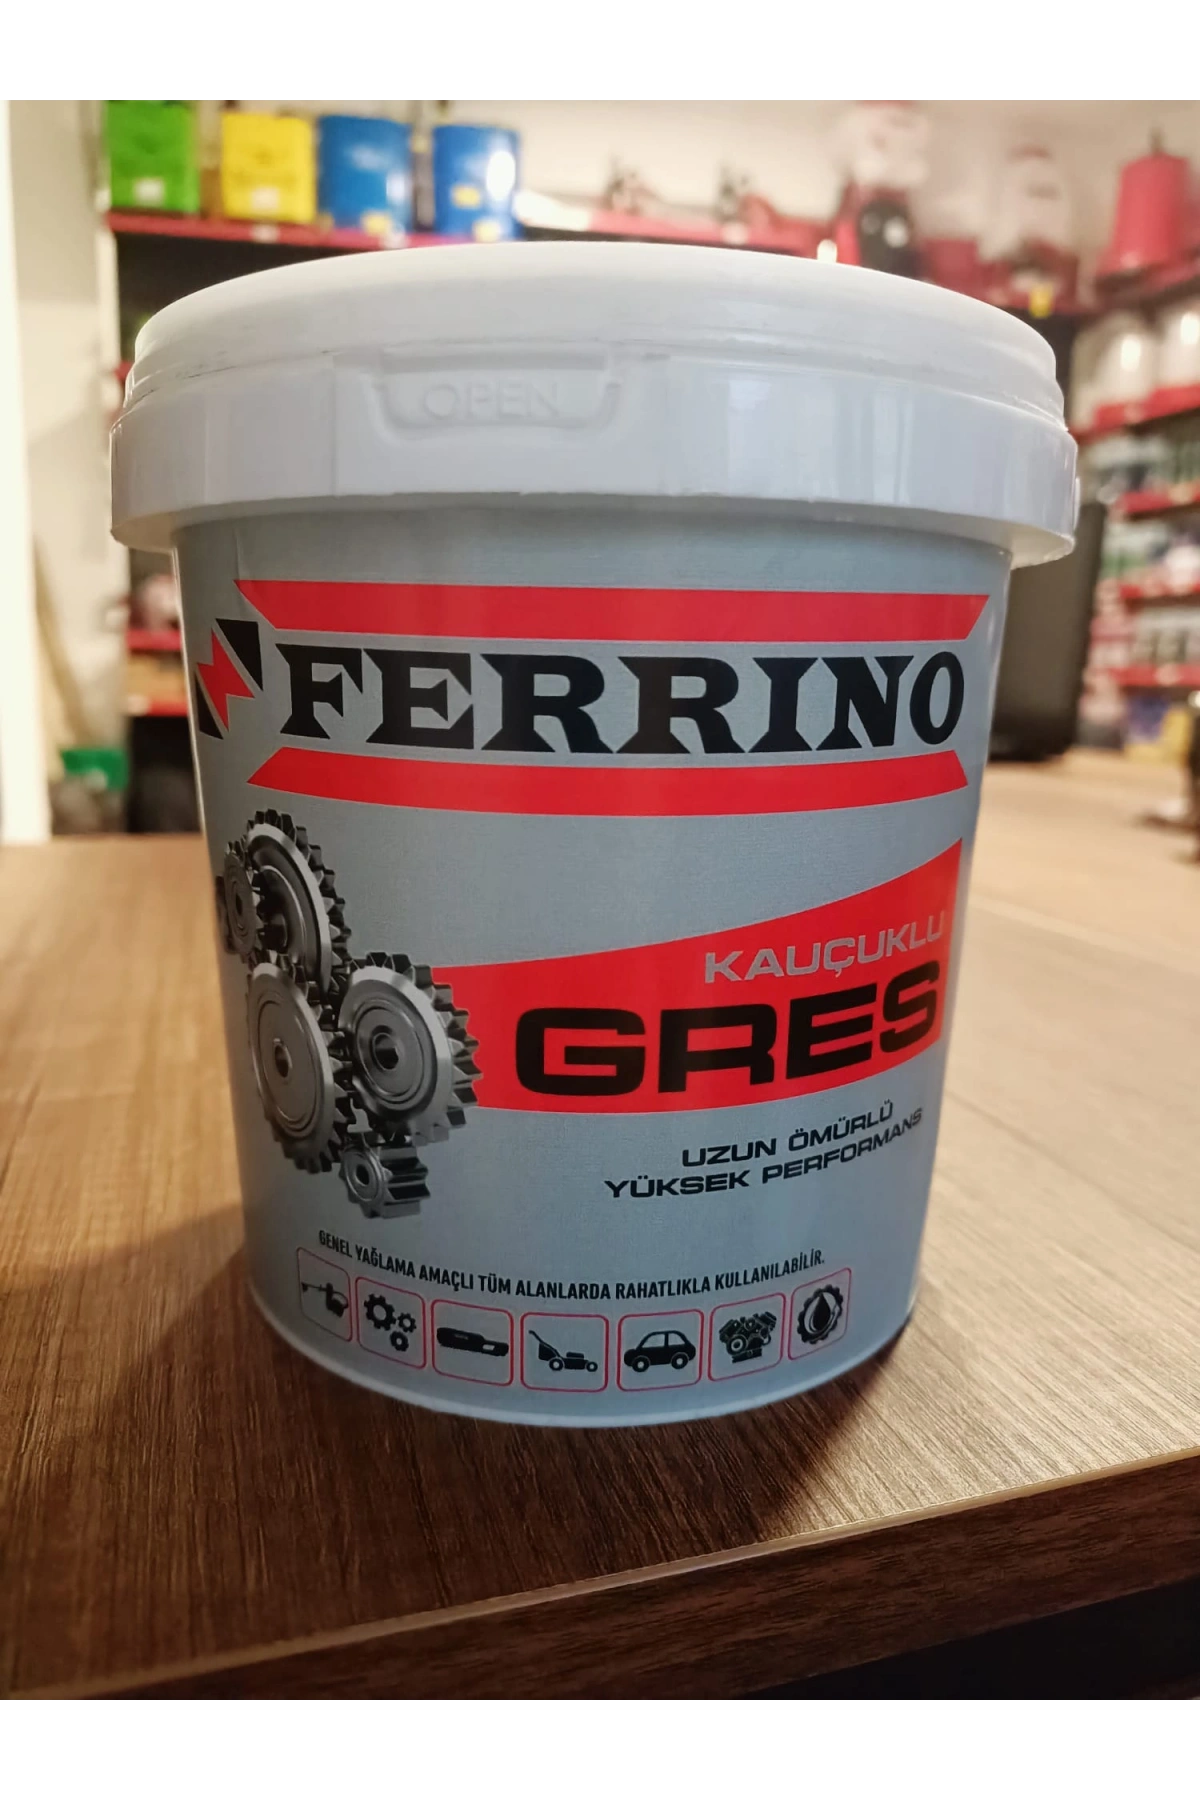 OPEN
FERRINO
KAUÇUKLU
GRES
UZUN ÖMÜRLÜ
YÜKSEK PERFORMANS
GENEL YAĞLAMA AMAÇLI TÜM ALANLARDA RAHATLIKLA KULLANILABİLİR.